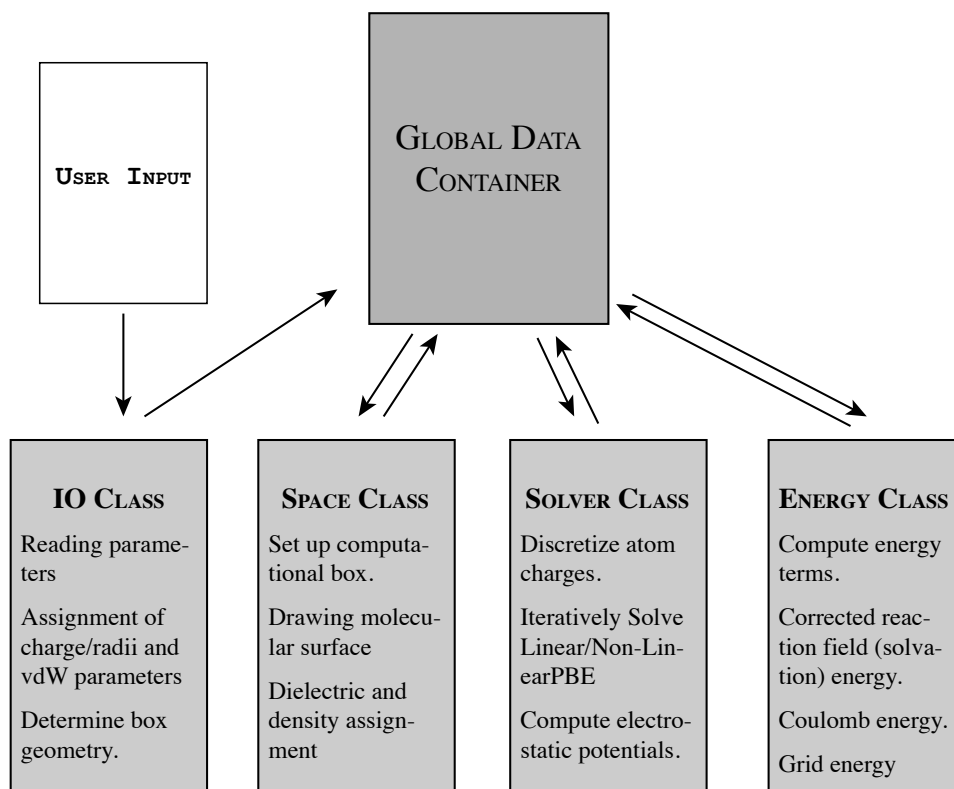 USER INPUT
GLOBAL DATA
CONTAINER
IO CLASS
Reading parame-
ters
Assignment of
charge/radii and
vdW parameters
Determine box
geometry.
SPACE CLASS
Set up computa-
tional box.
Drawing molecu-
lar surface
Dielectric and
density assign-
ment
SOLVER CLASS
Discretize atom
charges.
Iteratively Solve
Linear/Non-Lin-
earPBE
Compute electro-
static potentials.
ENERGY CLASS
Compute energy
terms.
Corrected reac-
tion field (solva-
tion) energy.
Coulomb energy.
Grid energy